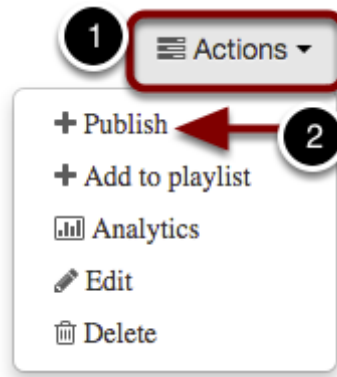 1
Actions
Publish
2
Add to playlist
Analytics
Edit
Delete